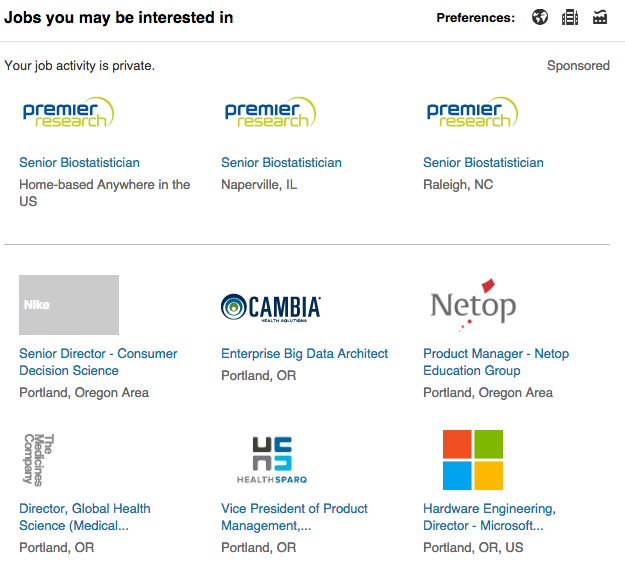 Jobs you may be interested in
Preferences:
Your job activity is private.
Sponsored
premier
research
premier
research
premier
research
Senior Biostatistician
Senior Biostatistician
Senior Biostatistician
Home-based Anywhere in the
US
Naperville, IL
Raleigh, NC
Nike
CAMBIA
HEALTH SOLUTIONS
Netop
Senior Director - Consumer
Decision Science
Enterprise Big Data Architect
Product Manager - Netop
Education Group
Portland, Oregon Area
Portland, OR
Portland, Oregon Area
The
Medicines
Company
HEALTHSPARQ
Director, Global Health
Science (Medical...
Vice President of Product
Management,...
Hardware Engineering,
Director - Microsoft...
Portland, OR
Portland, OR
Portland, OR, US